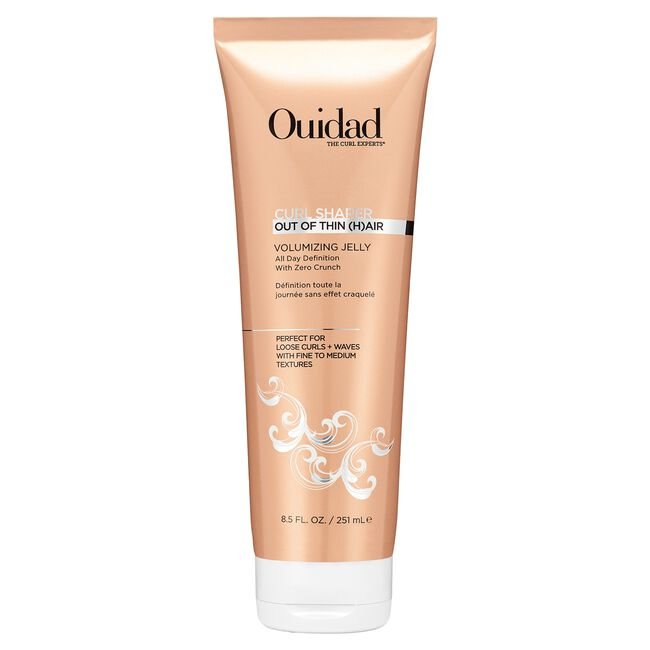 Ouidad
THE CURL EXPERTS®
CURL SHAPER
OUT OF THIN (H)AIR
VOLUMIZING JELLY
All Day Definition
With Zero Crunch
Définition toute la
journée sans effet craquelé
PERFECT FOR
LOOSE CURLS + WAVES
WITH FINE TO MEDIUM
TEXTURES
8.5 FL. OZ. / 251 mL℮